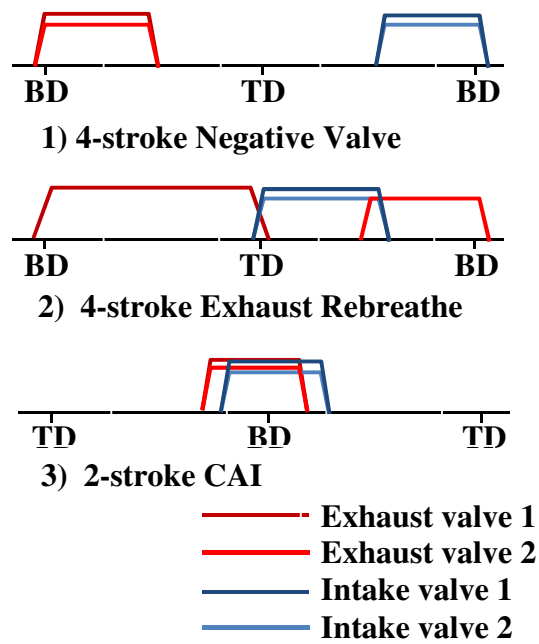 BD TD BD
1) 4-stroke Negative Valve
BD TD BD
2) 4-stroke Exhaust Rebreathe
TD BD TD
3) 2-stroke CAI
Exhaust valve 1
Exhaust valve 2
Intake valve 1
Intake valve 2